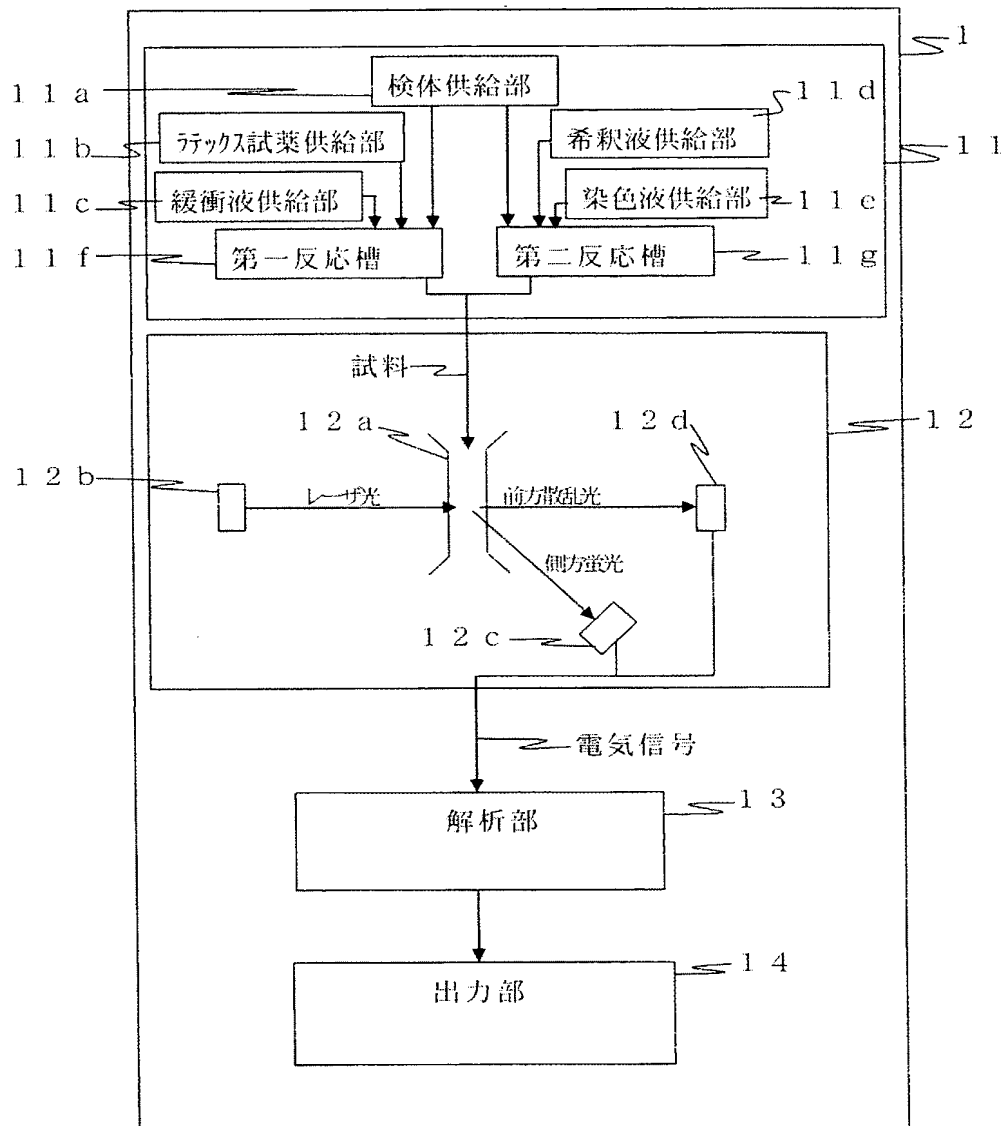 1
11a
検体供給部
11d
11b
ラテックス試薬供給部
希釈液供給部
11
11c
緩衝液供給部
染色液供給部
11e
11f
第一反応槽
第二反応槽
11g
試料
12a
12d
12
12b
レーザ光
前方散乱光
側方蛍光
12c
電気信号
13
解析部
14
出力部